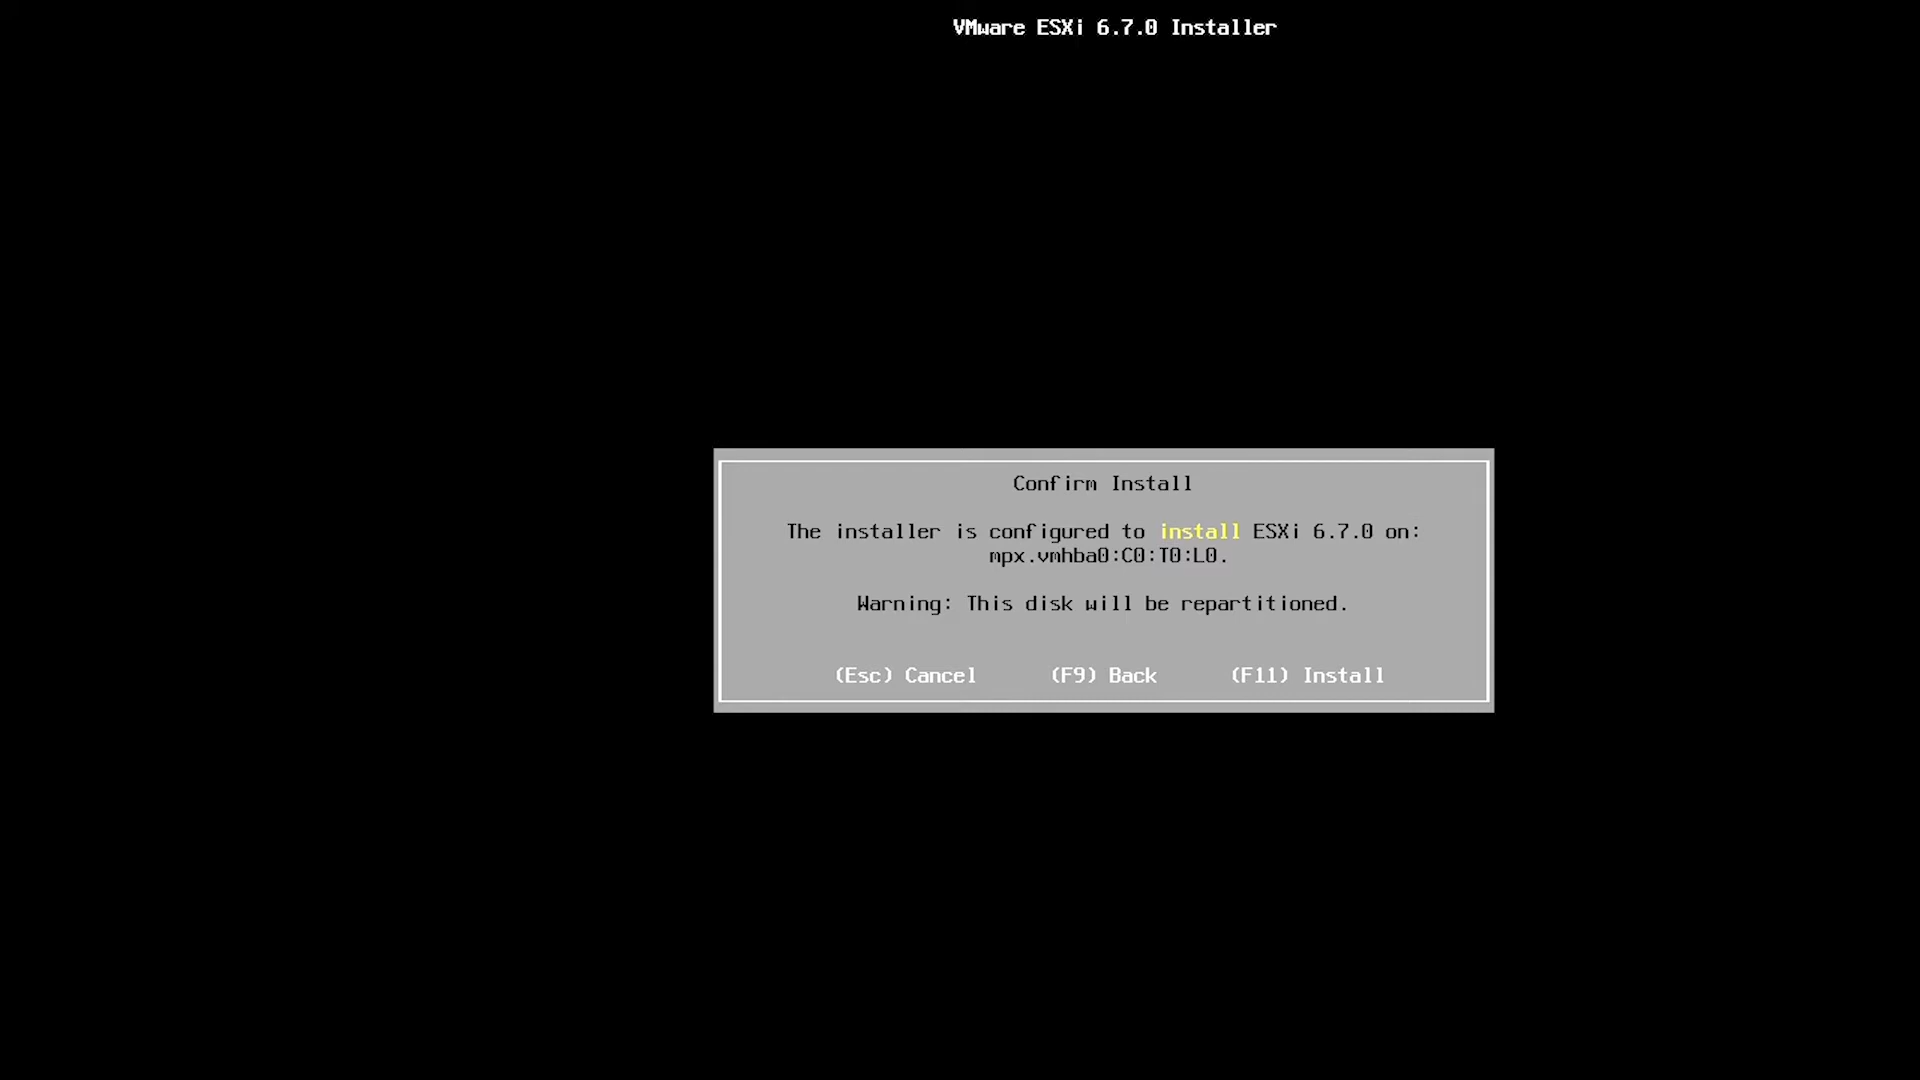 VMware ESXi 6.7.0 Installer
Confirm Install
The installer is configured to install ESXi 6.7.0 on:
mpx.vmhba0:C0:T0:L0.
Warning: This disk will be repartitioned.
(Esc) Cancel (F9) Back (F11) Install